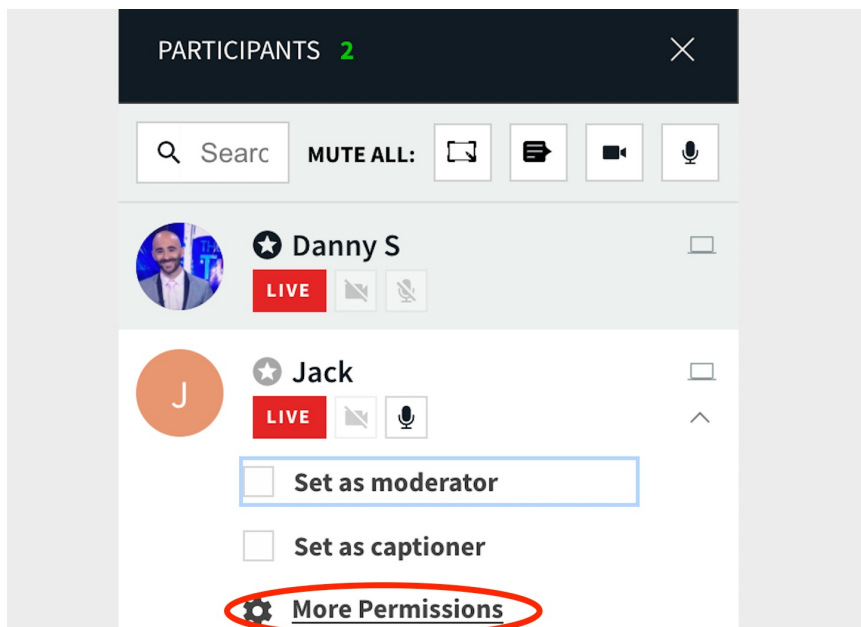 PARTICIPANTS 2
Searc MUTE ALL:
Danny S
LIVE
J
Jack
LIVE
Set as moderator
Set as captioner
More Permissions